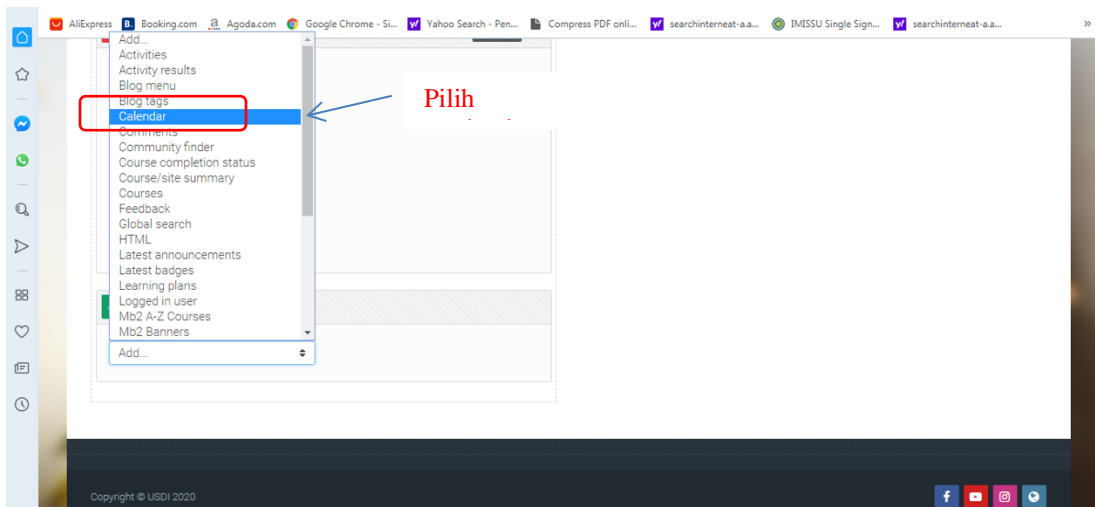 AliExpress Booking.com Agoda.com Google Chrome - Si... Yahoo Search - Pen... Compress PDF onli... searchinterneat-a.a... IMISSU Single Sign... searchinterneat-a.a... »
Add...
Activities
Activity results
Blog menu
Blog tags
Calendar
Comments
Community finder
Course completion status
Course/site summary
Courses
Feedback
Global search
HTML
Latest announcements
Latest badges
Learning plans
Logged in user
Mb2 A-Z Courses
Mb2 Banners
Add...
Pilih
Copyright © USDI 2020